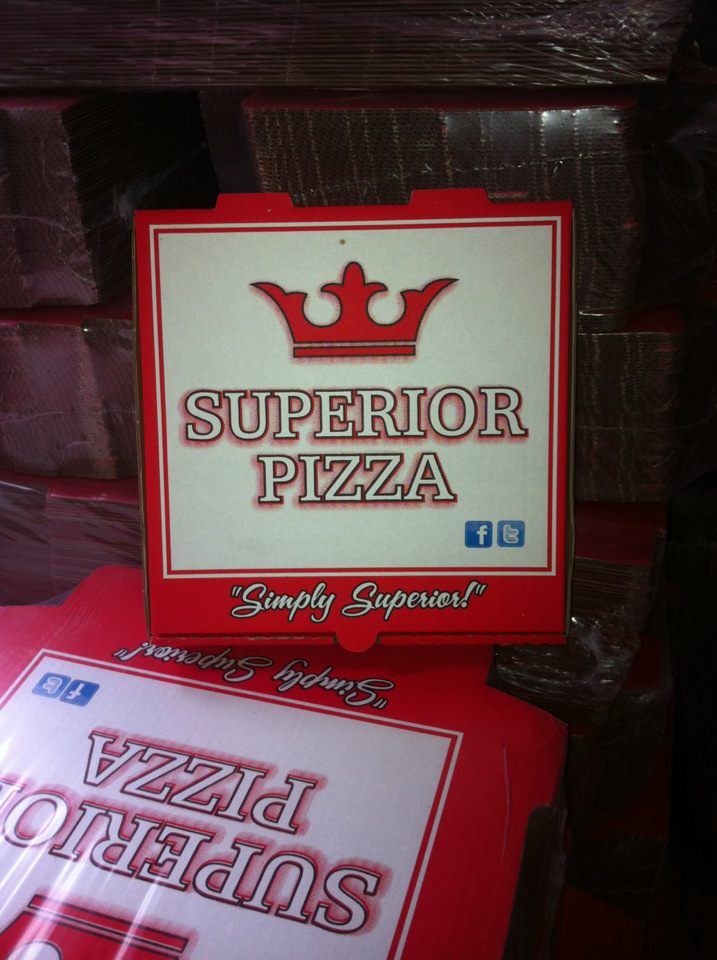 SUPERIOR
PIZZA
f t
"Simply Superior!"
"Simply Superior!"
f t
PIZZA
SUPERIOR